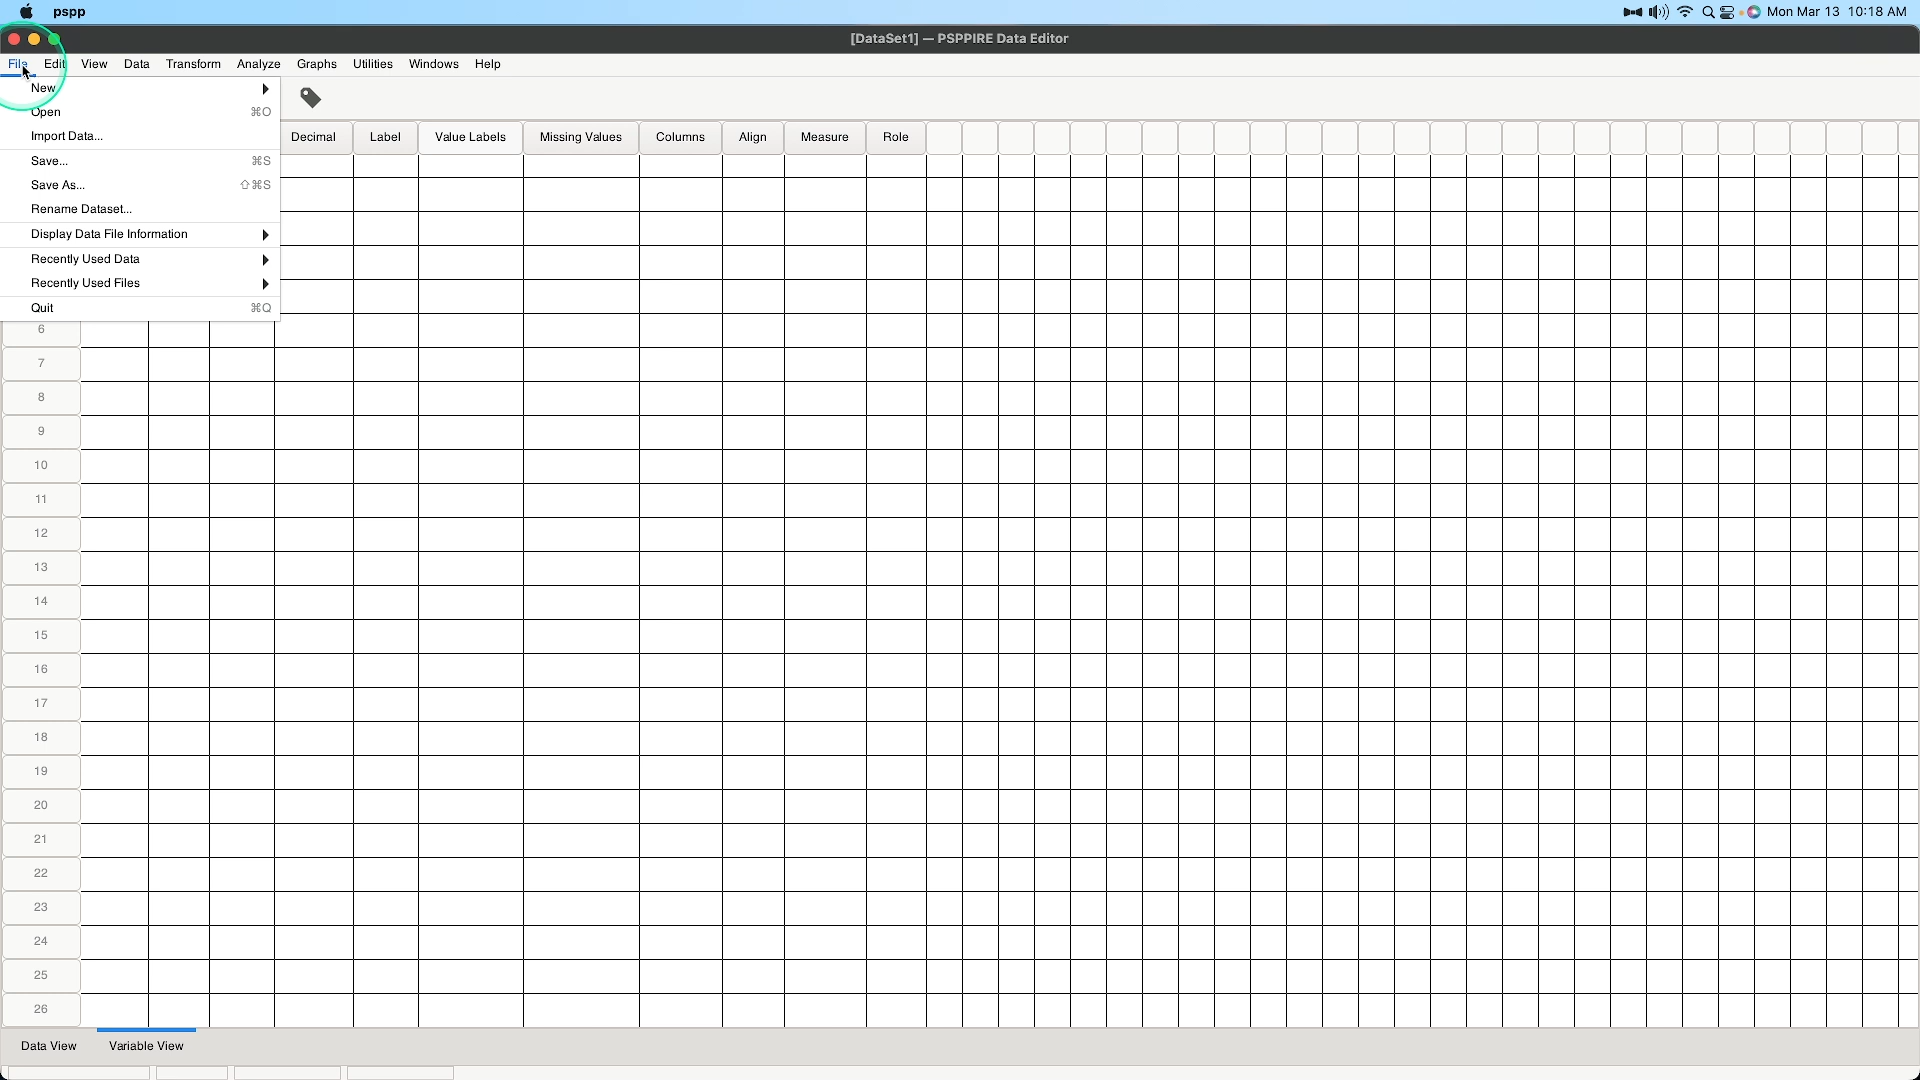 pspp Mon Mar 13 10:18 AM
[DataSet1] — PSPPIRE Data Editor
File Edit View Data Transform Analyze Graphs Utilities Windows Help
New
Open ⌘O
Import Data...
Save... ⌘S
Save As... ⇧⌘S
Rename Dataset...
Display Data File Information
Recently Used Data
Recently Used Files
Quit ⌘Q
Decimal Label Value Labels Missing Values Columns Align Measure Role
6
7
8
9
10
11
12
13
14
15
16
17
18
19
20
21
22
23
24
25
26
Data View Variable View